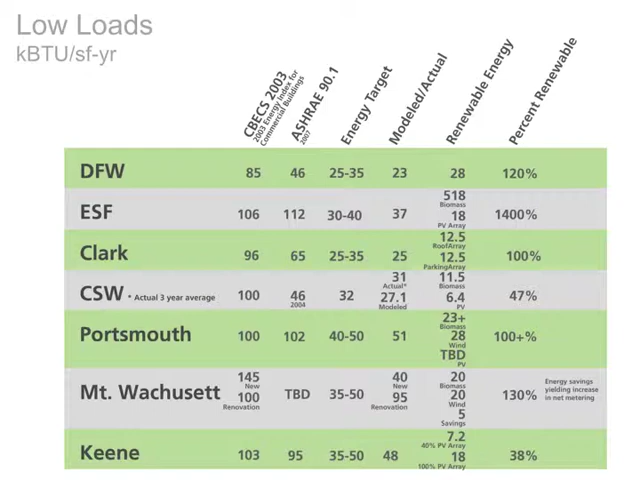 Low Loads
kBTU/sf-yr
CBECS 2003
2003 Energy Index for
Commercial Buildings
ASHRAE 90.1
2007
Energy Target
Modeled/Actual
Renewable Energy
Percent Renewable
DFW 85 46 25-35 23 28 120%
ESF 106 112 30-40 37 518 Biomass 18 PV Array 1400%
Clark 96 65 25-35 25 12.5 RoofArray 12.5 ParkingArray 100%
CSW * Actual 3 year average 100 46 2004 32 31 Actual* 27.1 Modeled 11.5 Biomass 6.4 PV 47%
Portsmouth 100 102 40-50 51 23+ Biomass 28 Wind TBD PV 100+%
Mt. Wachusett 145 New 100 Renovation TBD 35-50 40 New 95 Renovation 20 Biomass 20 Wind 5 Savings 130% Energy savings yielding increase in net metering
Keene 103 95 35-50 48 7.2 40% PV Array 18 100% PV Array 38%